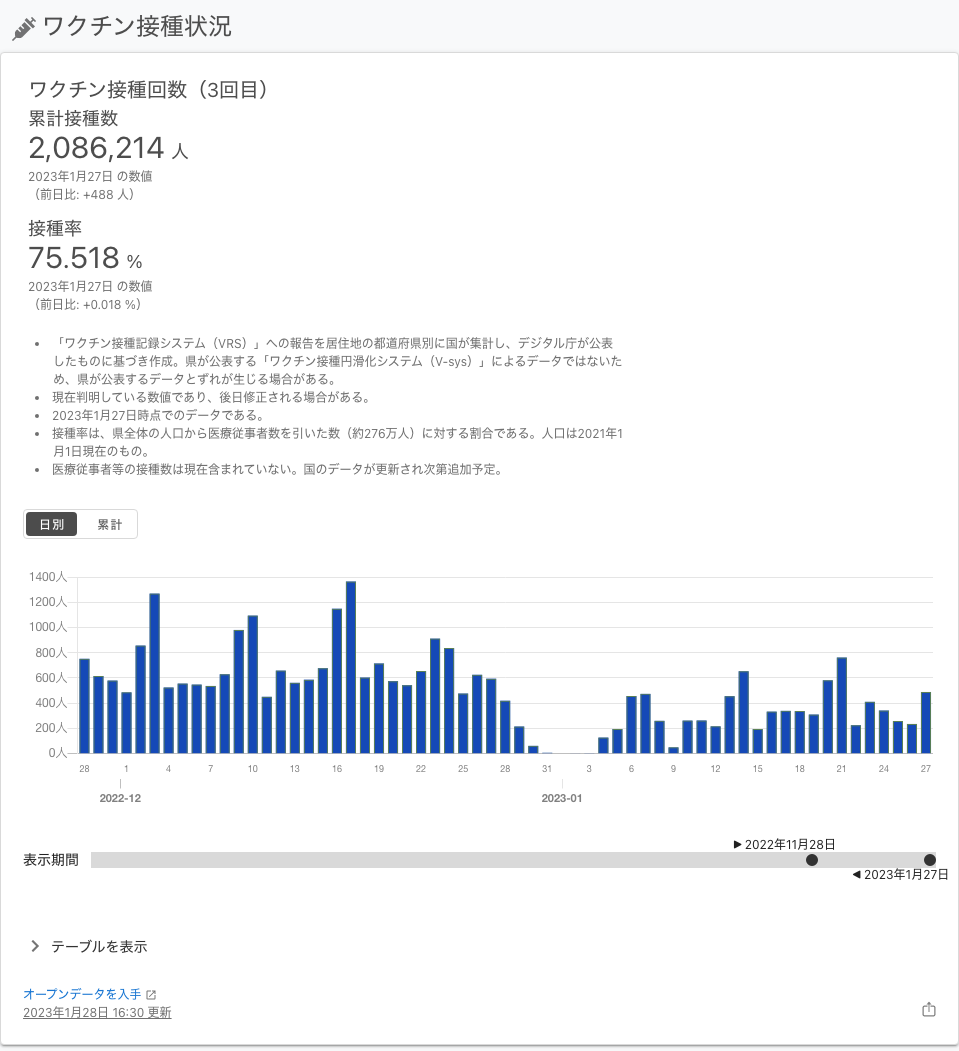 ワクチン接種状況
ワクチン接種回数（3回目）
累計接種数
2,086,214 人
2023年1月27日 の数値
（前日比: +488 人）
接種率
75.518 %
2023年1月27日 の数値
（前日比: +0.018 %）
• 「ワクチン接種記録システム（VRS）」への報告を居住地の都道府県別に国が集計し、デジタル庁が公表
したものに基づき作成。県が公表する「ワクチン接種円滑化システム（V-sys）」によるデータではないた
め、県が公表するデータとずれが生じる場合がある。
• 現在判明している数値であり、後日修正される場合がある。
• 2023年1月27日時点でのデータである。
• 接種率は、県全体の人口から医療従事者数を引いた数（約276万人）に対する割合である。人口は2021年1
月1日現在のもの。
• 医療従事者等の接種数は現在含まれていない。国のデータが更新され次第追加予定。
日別 累計
1400人
1200人
1000人
800人
600人
400人
200人
0人
28 1 4 7 10 13 16 19 22 25 28 31 3 6 9 12 15 18 21 24 27
2022-12 2023-01
▶ 2022年11月28日
表示期間
◀ 2023年1月27日
テーブルを表示
オープンデータを入手
2023年1月28日 16:30 更新